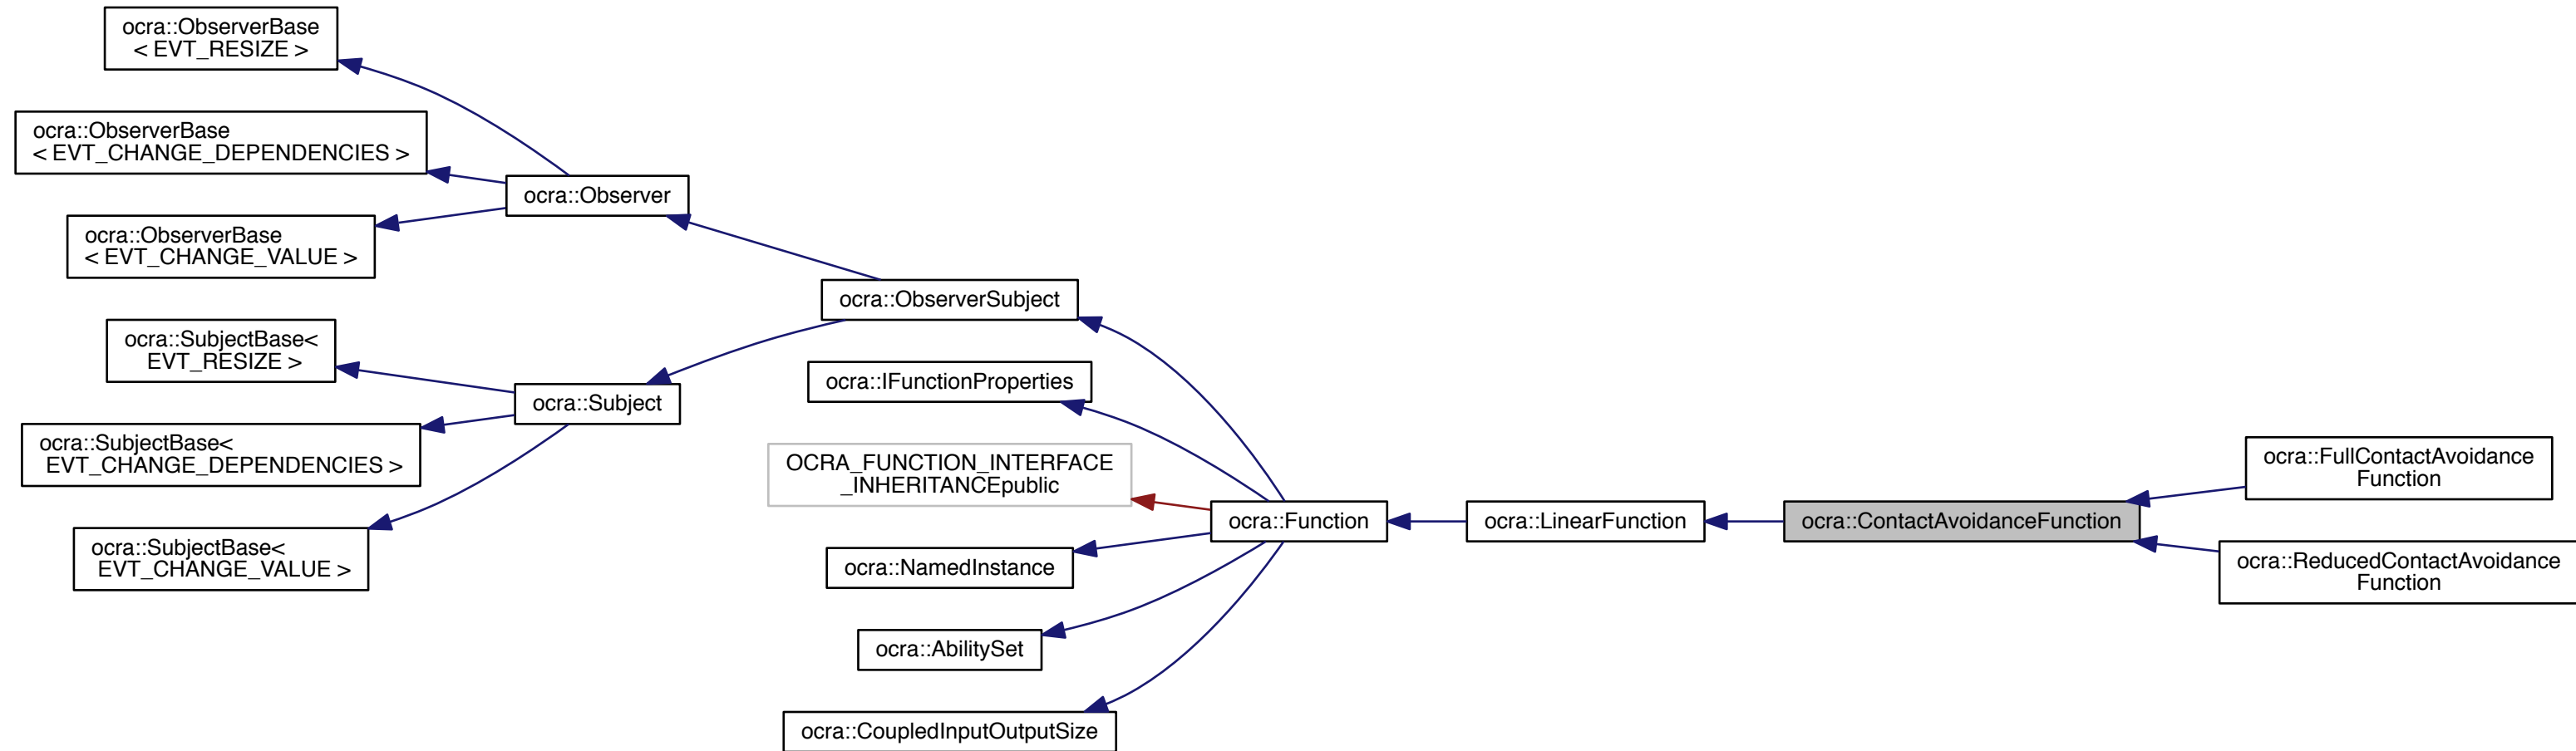 ocra::ObserverBase
< EVT_RESIZE >
ocra::ObserverBase
< EVT_CHANGE_DEPENDENCIES >
ocra::Observer
ocra::ObserverBase
< EVT_CHANGE_VALUE >
ocra::ObserverSubject
ocra::SubjectBase<
EVT_RESIZE >
ocra::IFunctionProperties
ocra::Subject
ocra::SubjectBase<
EVT_CHANGE_DEPENDENCIES >
OCRA_FUNCTION_INTERFACE
_INHERITANCEpublic
ocra::FullContactAvoidance
Function
ocra::Function
ocra::LinearFunction
ocra::ContactAvoidanceFunction
ocra::SubjectBase<
EVT_CHANGE_VALUE >
ocra::NamedInstance
ocra::ReducedContactAvoidance
Function
ocra::AbilitySet
ocra::CoupledInputOutputSize